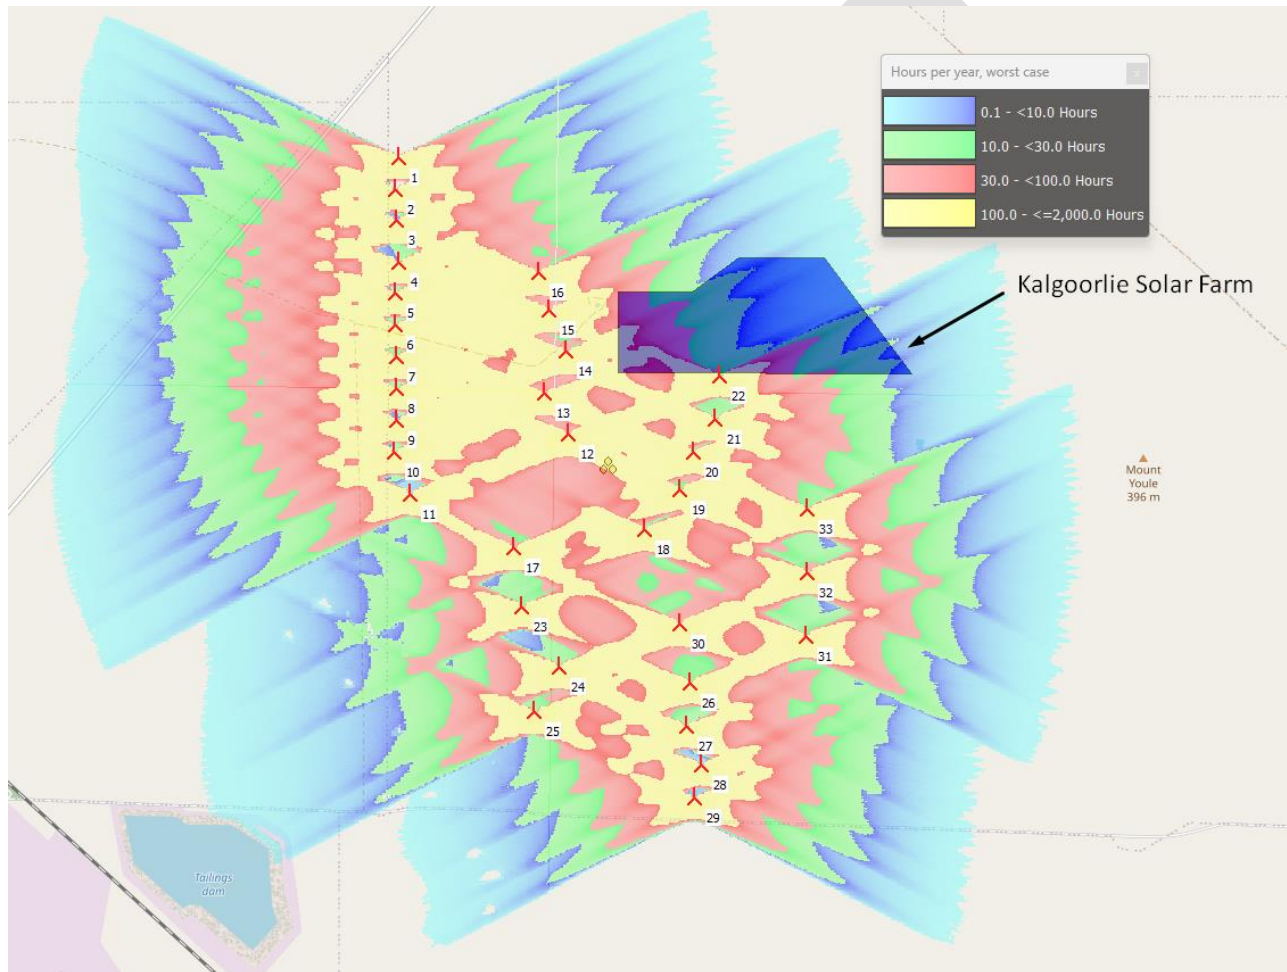 Hours per year, worst case
x
0.1 - <10.0 Hours
10.0 - <30.0 Hours
30.0 - <100.0 Hours
100.0 - <=2,000.0 Hours
Kalgoorlie Solar Farm
1
2
3
4
5
6
7
8
9
10
11
16
15
14
13
12
22
21
20
19
18
33
32
31
17
23
24
25
30
26
27
28
29
Mount
Youle
396 m
Tailings
dam